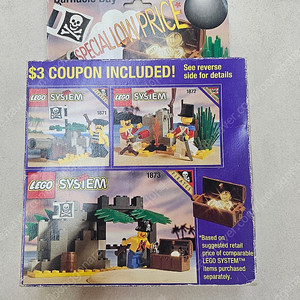 SPECIAL LOW PRICE
$3 COUPON INCLUDED!
See reverse
side for details
LEGO SYSTEM
1871
LEGO SYSTEM
1872
LEGO SYSTEM
1873
*Based on
suggested retail
price of comparable
LEGO SYSTEM™
items purchased
separately.